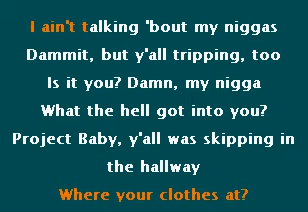 I ain't talking 'bout my niggas
Dammit, but y'all tripping, too
Is it you? Damn, my nigga
What the hell got into you?
Project Baby, y'all was skipping in
the hallway
Where your clothes at?